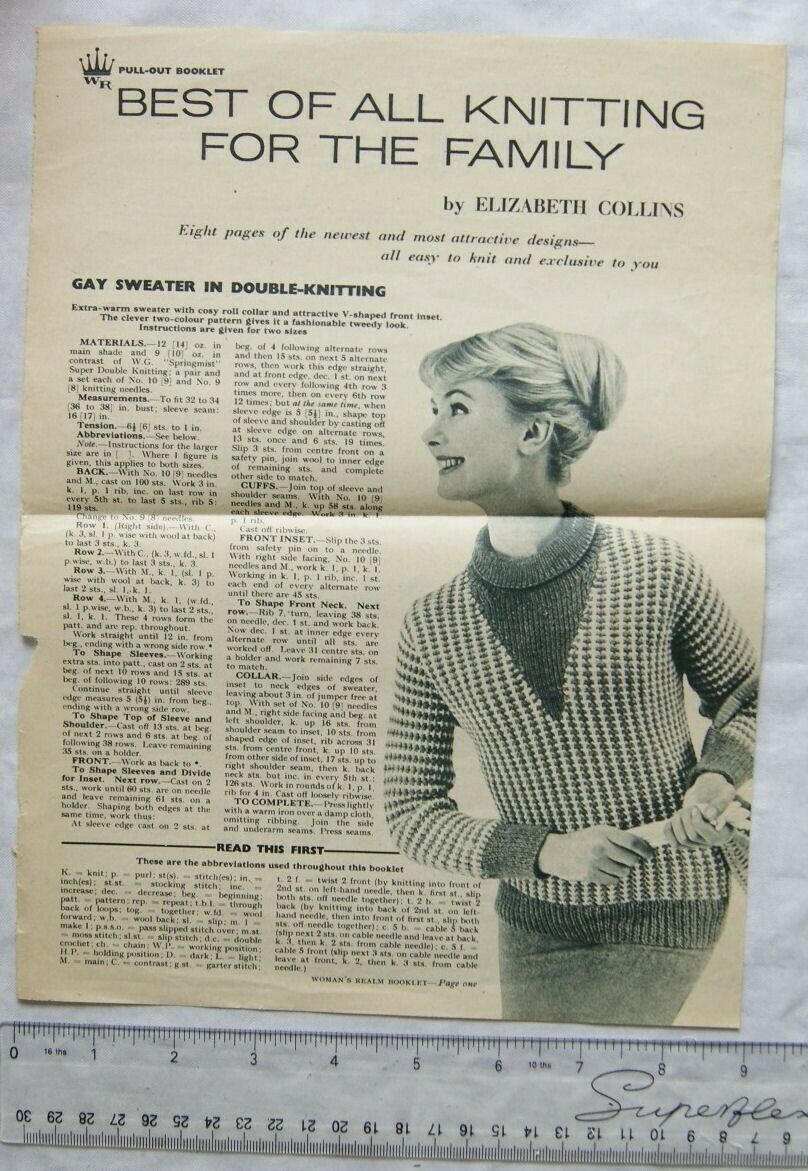 WR PULL-OUT BOOKLET
BEST OF ALL KNITTING
FOR THE FAMILY
by ELIZABETH COLLINS
Eight pages of the newest and most attractive designs—
all easy to knit and exclusive to you
GAY SWEATER IN DOUBLE-KNITTING
Extra-warm sweater with cosy roll collar and attractive V-shaped front inset.
The clever two-colour pattern gives it a fashionable tweedy look.
Instructions are given for two sizes
MATERIALS.—12 [14] oz. in
main shade and 9 [10] oz. in
contrast of W.G. "Springmist"
Super Double Knitting; a pair and
a set each of No. 10 [9] and No. 9
[8] knitting needles.
Measurements.—To fit 32 to 34
[36 to 38] in. bust; sleeve seam:
16 [17] in.
Tension.—6½ [6] sts. to 1 in.
Abbreviations.—See below.
Note.—Instructions for the larger
size are in [ ]. Where 1 figure is
given, this applies to both sizes.
BACK.—With No. 10 [9] needles
and M., cast on 100 sts. Work 3 in.
k. 1, p. 1 rib, inc. on last row in
every 5th st. to last 5 sts., rib 5:
119 sts.
Change to No. 9 [8] needles.
Row 1. (Right side).—With C.,
(k. 3, sl. 1 p. wise with wool at back)
to last 3 sts., k. 3.
Row 2.—With C., (k. 3, w.fd., sl. 1
p.wise, w.b.) to last 3 sts., k. 3.
Row 3.—With M., k. 1, (sl. 1 p.
wise with wool at back, k. 3) to
last 2 sts., sl. 1, k. 1.
Row 4.—With M., k. 1, (w.fd.,
sl. 1 p.wise, w.b., k. 3) to last 2 sts.,
sl. 1, k. 1. These 4 rows form the
patt. and are rep. throughout.
Work straight until 12 in. from
beg., ending with a wrong side row.*
To Shape Sleeves.—Working
extra sts. into patt., cast on 2 sts. at
beg. of next 10 rows and 15 sts. at
beg. of following 10 rows: 289 sts.
Continue straight until sleeve
edge measures 5 (5½) in. from beg.,
ending with a wrong side row.
To Shape Top of Sleeve and
Shoulder.—Cast off 13 sts. at beg.
of next 2 rows and 6 sts. at beg. of
following 38 rows. Leave remaining
35 sts. on a holder.
FRONT.—Work as back to *.
To Shape Sleeves and Divide
for Inset. Next row.—Cast on 2
sts., work until 60 sts. are on needle
and leave remaining 61 sts. on a
holder. Shaping both edges at the
same time, work thus:
At sleeve edge cast on 2 sts. at
beg. of 4 following alternate rows
and then 15 sts. on next 5 alternate
rows, then work this edge straight,
and at front edge, dec. 1 st. on next
row and every following 4th row 3
times more, then on every 6th row
12 times; but at the same time, when
sleeve edge is 5 [5½] in., shape top
of sleeve and shoulder by casting off
at sleeve edge on alternate rows,
13 sts. once and 6 sts. 19 times.
Slip 3 sts. from centre front on a
safety pin, join wool to inner edge
of remaining sts. and complete
other side to match.
CUFFS.—Join top of sleeve and
shoulder seams. With No. 10 [9]
needles and M., k. up 58 sts. along
each sleeve edge. Work 3 in. k. 1,
p. 1 rib.
Cast off ribwise.
FRONT INSET.—Slip the 3 sts.
from safety pin on to a needle.
With right side facing, No. 10 [9]
needles and M., work k. 1, p. 1, k. 1.
Working in k. 1, p. 1 rib, inc. 1 st.
each end of every alternate row
until there are 45 sts.
To Shape Front Neck. Next
row.—Rib 7, turn, leaving 38 sts.
on needle, dec. 1 st. and work back.
Now dec. 1 st. at inner edge every
alternate row until all sts. are
worked off. Leave 31 centre sts. on
a holder and work remaining 7 sts.
to match.
COLLAR.—Join side edges of
inset to neck edges of sweater,
leaving about 3 in. of jumper free at
top. With set of No. 10 [9] needles
and M., right side facing and beg. at
left shoulder, k. up 16 sts. from
shoulder seam to inset, 10 sts. from
shaped edge of inset, rib across 31
sts. from centre front, k. up 10 sts.
from other side of inset, 17 sts. up to
right shoulder seam, then k. back
neck sts. but inc. in every 5th st.:
126 sts. Work in rounds of k. 1, p. 1,
rib for 4 in. Cast off loosely ribwise.
TO COMPLETE.—Press lightly
with a warm iron over a damp cloth,
omitting ribbing. Join the side
and underarm seams. Press seams.
READ THIS FIRST
These are the abbreviations used throughout this booklet
K. = knit; p. = purl; st(s). = stitch(es); in. =
inch(es); st.st. = stocking stitch; inc. =
increase; dec. = decrease; beg. = beginning;
patt. = pattern; rep. = repeat; t.b.l. = through
back of loops; tog. = together; w.fd. = wool
forward; w.b. = wool back; sl. = slip; m. 1 =
make 1; p.s.s.o. = pass slipped stitch over; m.st.
= moss stitch; sl.st. = slip stitch; d.c. = double
crochet; ch. = chain; W.P. = working position;
H.P. = holding position; D. = dark; L. = light;
M. = main; C. = contrast; g.st. = garter stitch;
t. 2 f. = twist 2 front (by knitting into front of
2nd st. on left-hand needle, then k. first st., slip
both sts. off needle together); t. 2 b. = twist 2
back (by knitting into back of 2nd st. on left-
hand needle, then into front of first st., slip both
sts. off needle together); c. 5 b. = cable 5 back
(slip next 2 sts. on cable needle and leave at back,
k. 3, then k. 2 sts. from cable needle); c. 5 f. =
cable 5 front (slip next 3 sts. on cable needle and
leave at front, k. 2, then k. 3 sts. from cable
needle.)
WOMAN'S REALM BOOKLET—Page one
0 16 ths 1 2 3 4 5 6 10 ths 7 8 9
Superflex
30 29 28 27 26 25 24 23 22 21 20 19 18 17 16 15 14 13 12 11 10 9 8 7 6